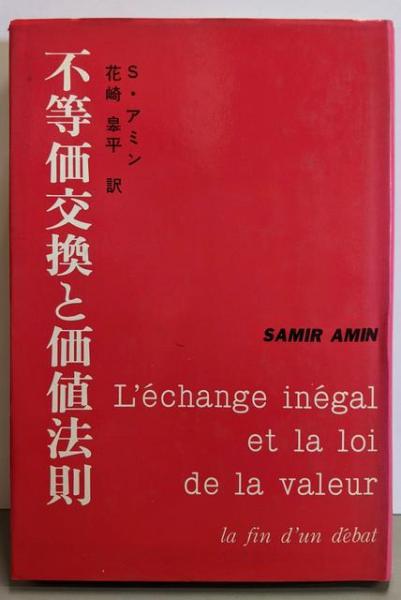 S・アミン
花崎 皋平 訳
不等価交換と価値法則
SAMIR AMIN
L'échange inégal
et la loi
de la valeur
la fin d'un débat